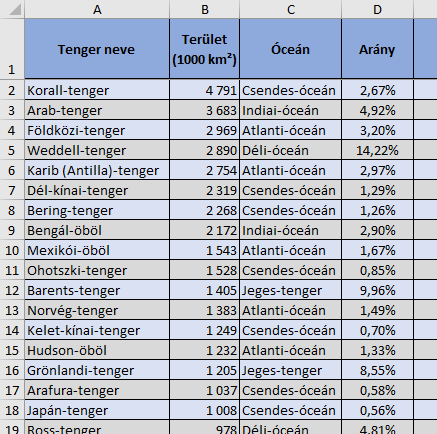 A B C D
1 Tenger neve Terület (1000 km²) Óceán Arány
2 Korall-tenger 4 791 Csendes-óceán 2,67%
3 Arab-tenger 3 683 Indiai-óceán 4,92%
4 Földközi-tenger 2 969 Atlanti-óceán 3,20%
5 Weddell-tenger 2 890 Déli-óceán 14,22%
6 Karib (Antilla)-tenger 2 754 Atlanti-óceán 2,97%
7 Dél-kínai-tenger 2 319 Csendes-óceán 1,29%
8 Bering-tenger 2 268 Csendes-óceán 1,26%
9 Bengál-öböl 2 172 Indiai-óceán 2,90%
10 Mexikói-öböl 1 543 Atlanti-óceán 1,67%
11 Ohotszki-tenger 1 528 Csendes-óceán 0,85%
12 Barents-tenger 1 405 Jeges-tenger 9,96%
13 Norvég-tenger 1 383 Atlanti-óceán 1,49%
14 Kelet-kínai-tenger 1 249 Csendes-óceán 0,70%
15 Hudson-öböl 1 232 Atlanti-óceán 1,33%
16 Grönlandi-tenger 1 205 Jeges-tenger 8,55%
17 Arafura-tenger 1 037 Csendes-óceán 0,58%
18 Japán-tenger 1 008 Csendes-óceán 0,56%
19 Ross-tenger 978 Déli-óceán 4,81%